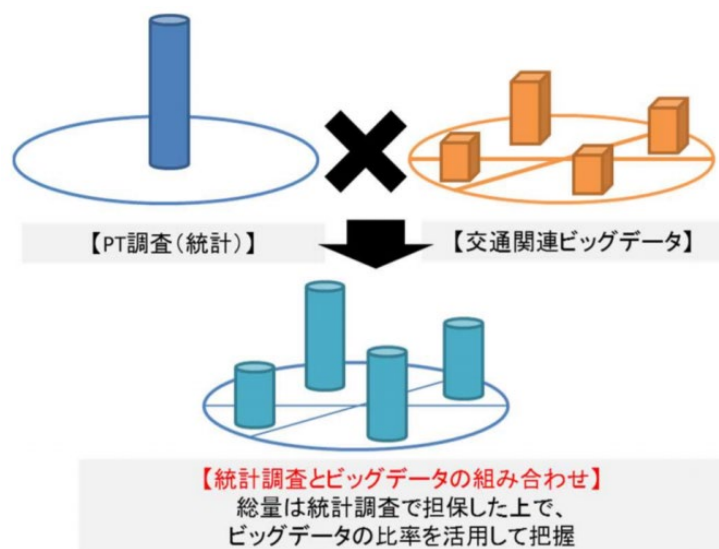 【PT調査(統計)】
【交通関連ビッグデータ】
【統計調査とビッグデータの組み合わせ】
総量は統計調査で担保した上で、
ビッグデータの比率を活用して把握